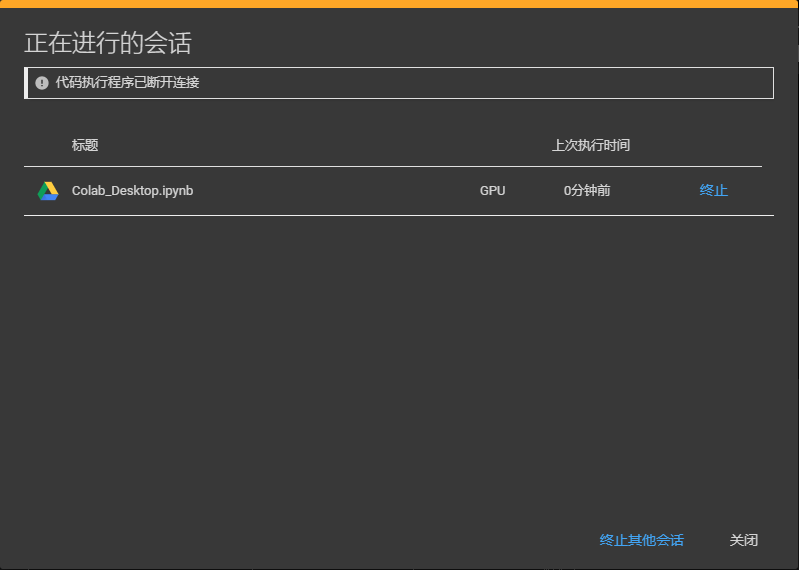 正在进行的会话
代码执行程序已断开连接
标题 上次执行时间
Colab_Desktop.ipynb GPU 0分钟前 终止
终止其他会话 关闭